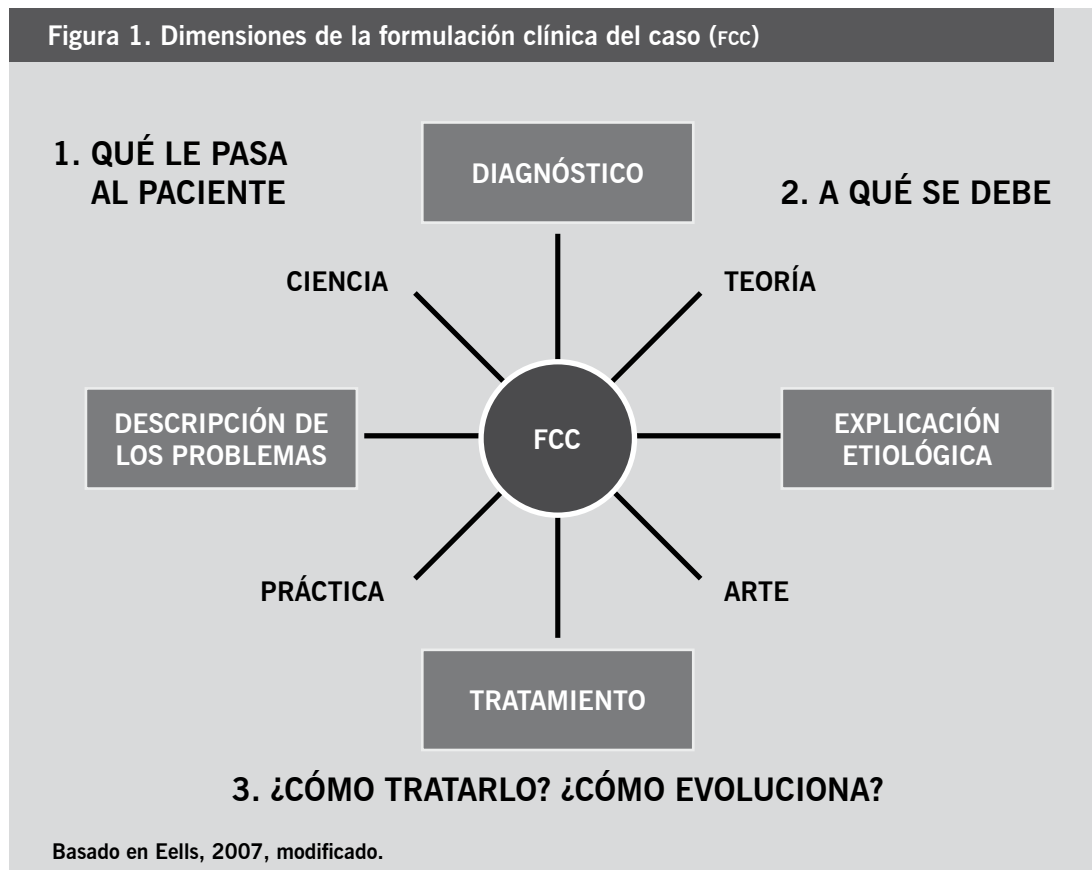 Figura 1. Dimensiones de la formulación clínica del caso (FCC)
1. QUÉ LE PASA
AL PACIENTE
DIAGNÓSTICO
2. A QUÉ SE DEBE
CIENCIA
TEORÍA
DESCRIPCIÓN DE
LOS PROBLEMAS
FCC
EXPLICACIÓN
ETIOLÓGICA
PRÁCTICA
ARTE
TRATAMIENTO
3. ¿CÓMO TRATARLO? ¿CÓMO EVOLUCIONA?
Basado en Eells, 2007, modificado.